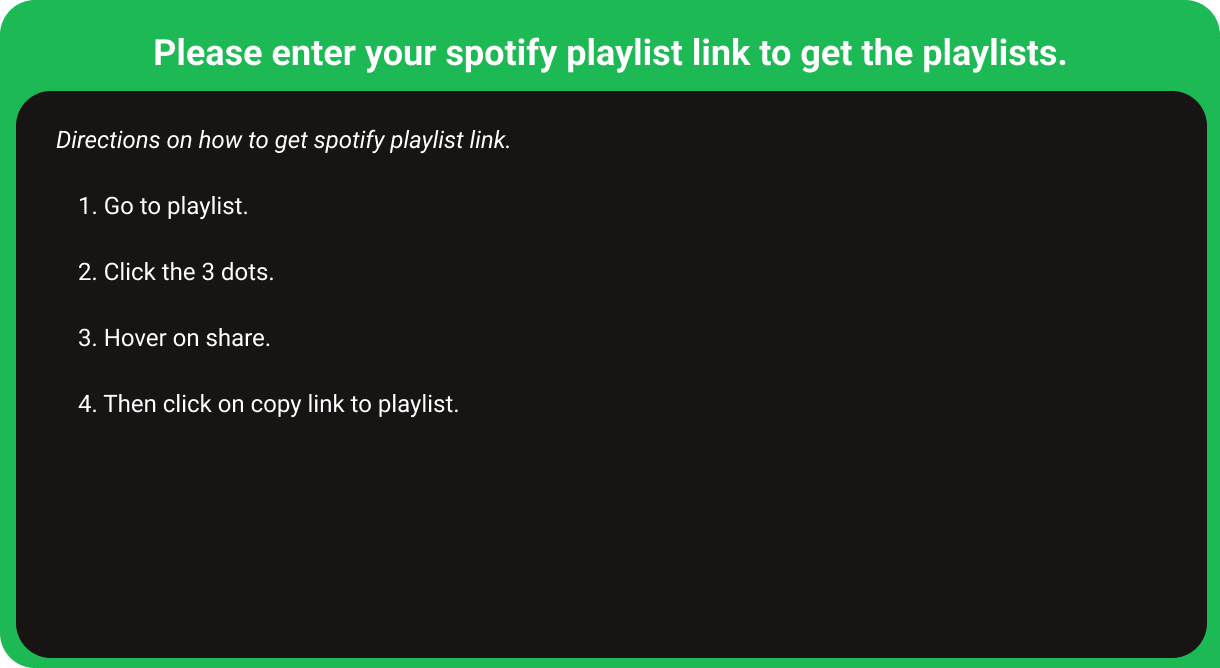 Please enter your spotify playlist link to get the playlists.
Directions on how to get spotify playlist link.
1. Go to playlist.
2. Click the 3 dots.
3. Hover on share.
4. Then click on copy link to playlist.